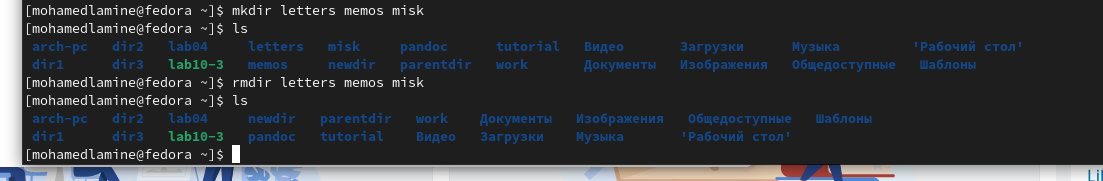 [mohamedlamine@fedora ~]$ mkdir letters memos misk
[mohamedlamine@fedora ~]$ ls
arch-pc dir2 lab04 letters misk pandoc tutorial Видео Загрузки Музыка 'Рабочий стол'
dir1 dir3 lab10-3 memos newdir parentdir work Документы Изображения Общедоступные Шаблоны
[mohamedlamine@fedora ~]$ rmdir letters memos misk
[mohamedlamine@fedora ~]$ ls
arch-pc dir2 lab04 newdir parentdir work Документы Изображения Общедоступные Шаблоны
dir1 dir3 lab10-3 pandoc tutorial Видео Загрузки Музыка 'Рабочий стол'
[mohamedlamine@fedora ~]$